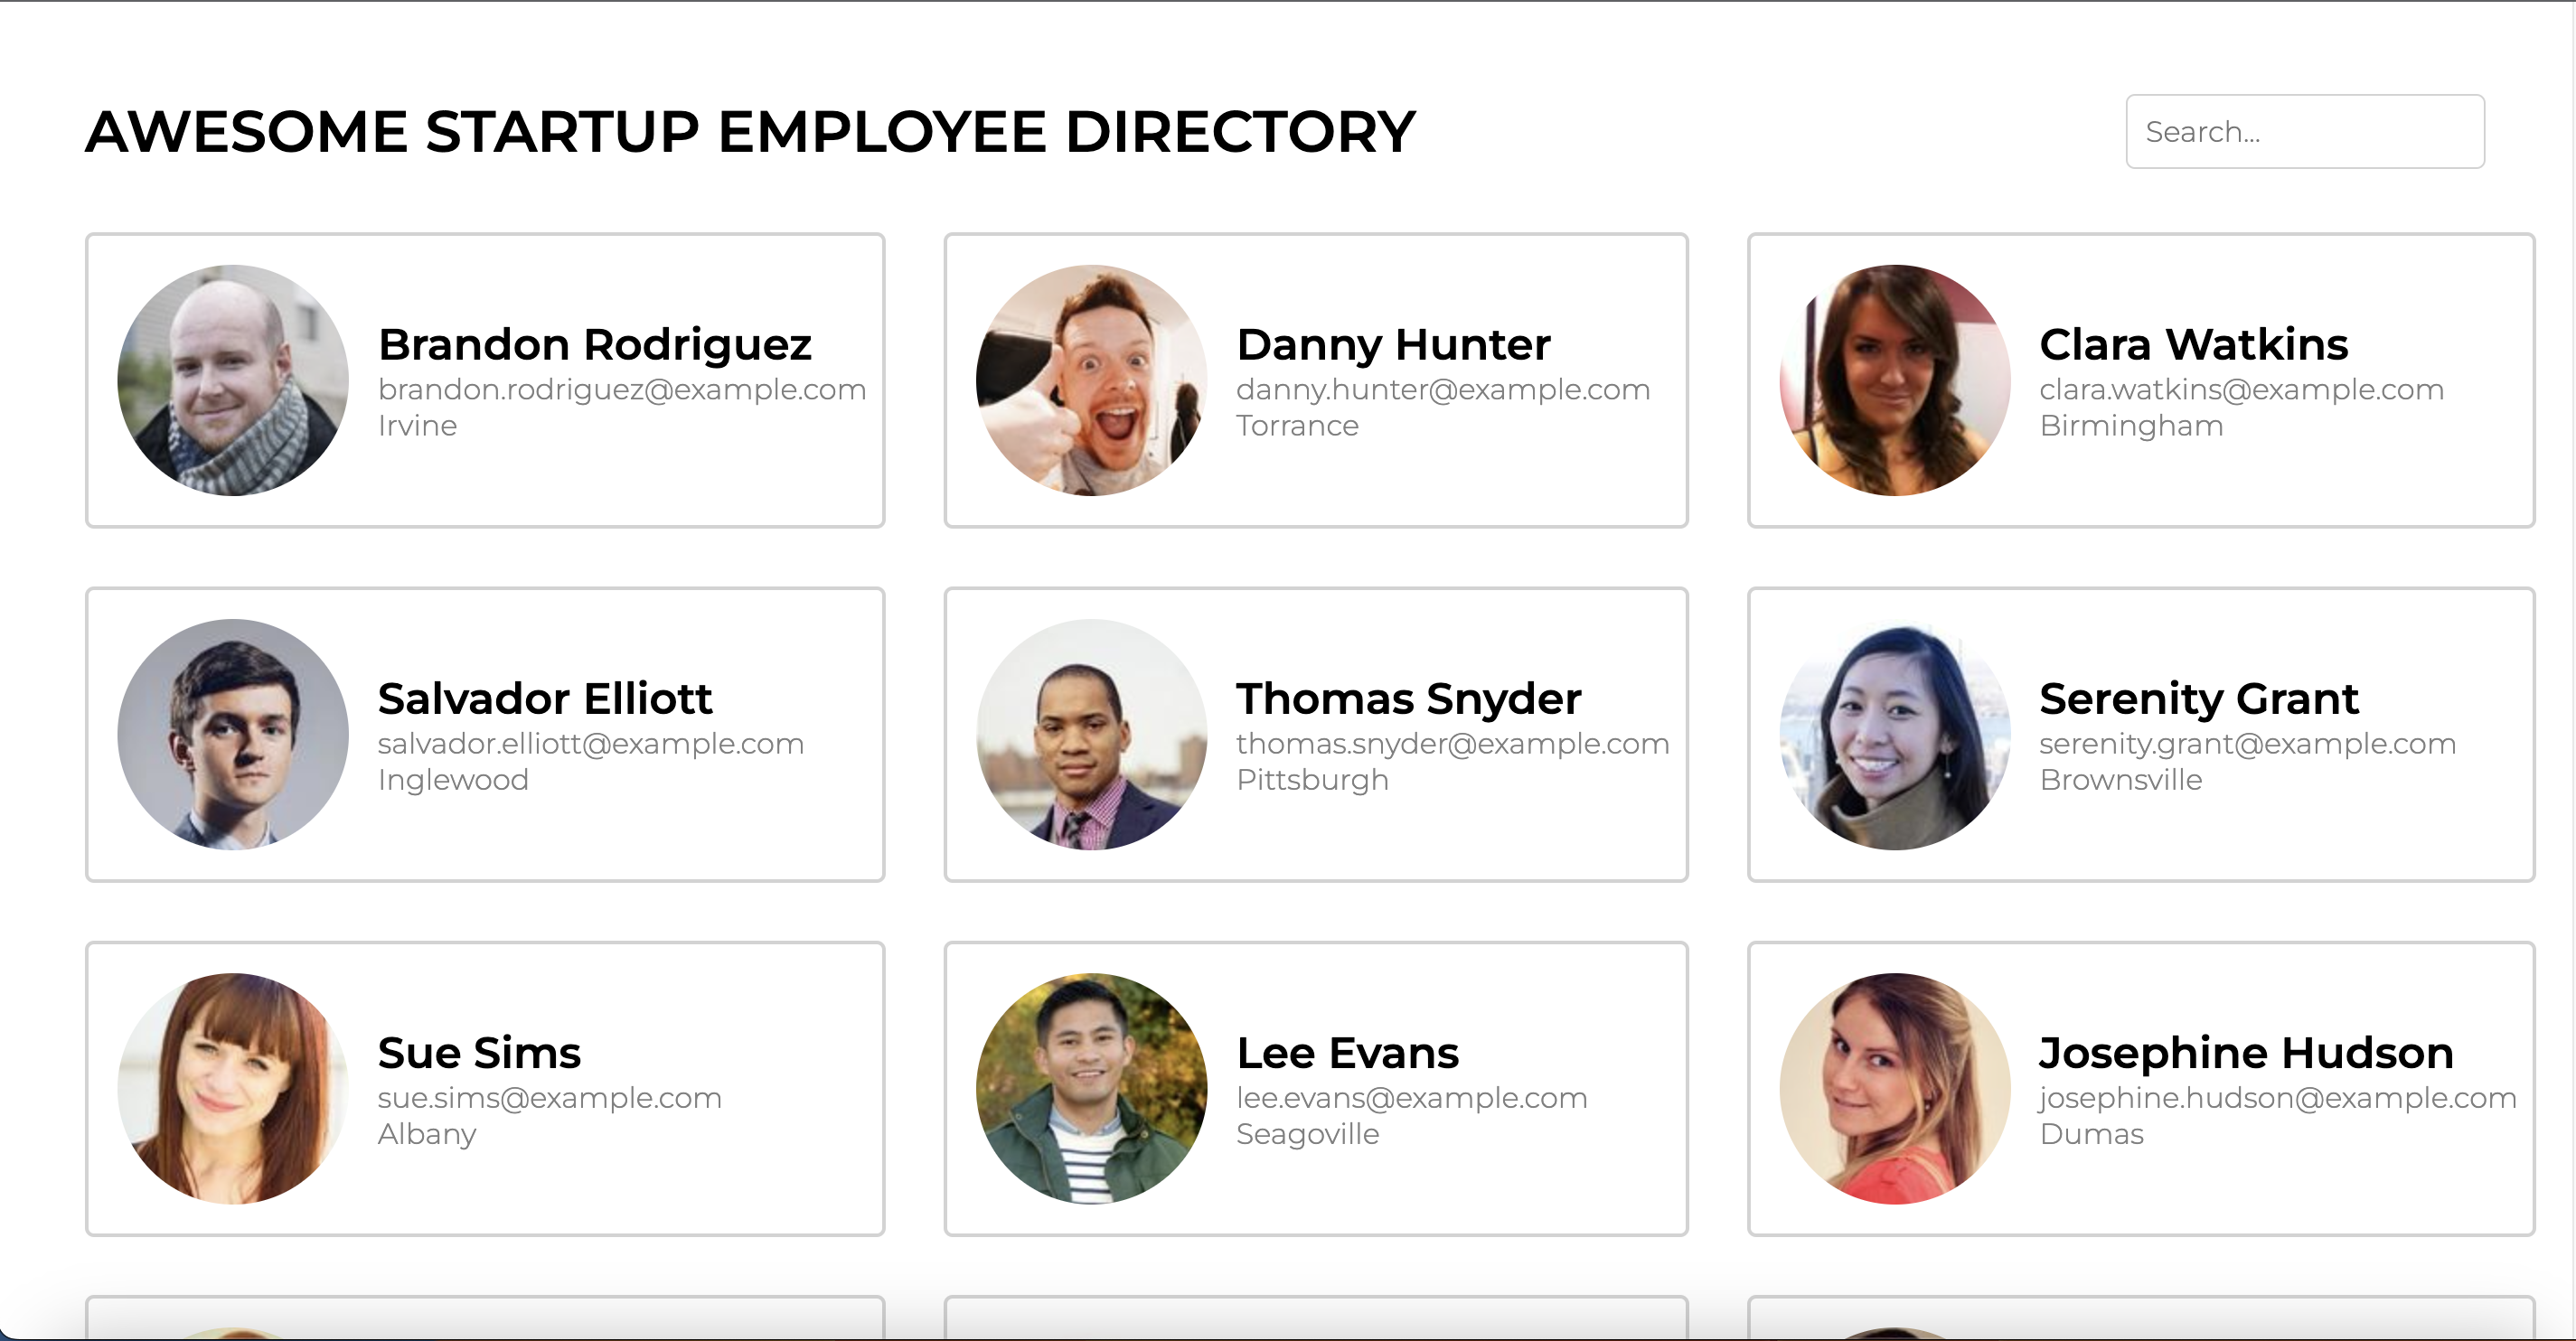 AWESOME STARTUP EMPLOYEE DIRECTORY
Search...
Brandon Rodriguez
brandon.rodriguez@example.com
Irvine
Danny Hunter
danny.hunter@example.com
Torrance
Clara Watkins
clara.watkins@example.com
Birmingham
Salvador Elliott
salvador.elliott@example.com
Inglewood
Thomas Snyder
thomas.snyder@example.com
Pittsburgh
Serenity Grant
serenity.grant@example.com
Brownsville
Sue Sims
sue.sims@example.com
Albany
Lee Evans
lee.evans@example.com
Seagoville
Josephine Hudson
josephine.hudson@example.com
Dumas